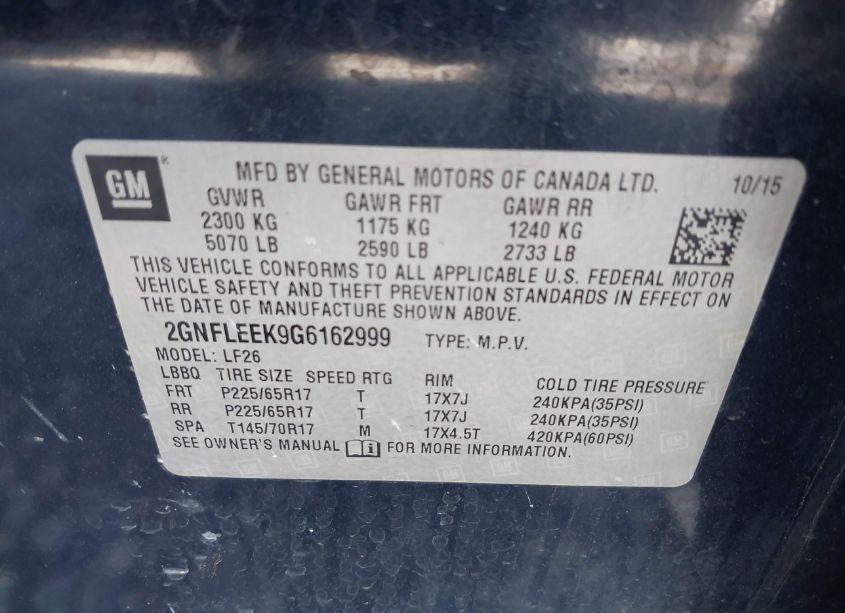 GM ® MFD BY GENERAL MOTORS OF CANADA LTD. 10/15
GVWR GAWR FRT GAWR RR
2300 KG 1175 KG 1240 KG
5070 LB 2590 LB 2733 LB
THIS VEHICLE CONFORMS TO ALL APPLICABLE U.S. FEDERAL MOTOR
VEHICLE SAFETY AND THEFT PREVENTION STANDARDS IN EFFECT ON
THE DATE OF MANUFACTURE SHOWN ABOVE.
2GNFLEEK9G6162999 TYPE: M.P.V.
MODEL: LF26
LBBQ TIRE SIZE SPEED RTG RIM COLD TIRE PRESSURE
FRT P225/65R17 T 17X7J 240KPA(35PSI)
RR P225/65R17 T 17X7J 240KPA(35PSI)
SPA T145/70R17 M 17X4.5T 420KPA(60PSI)
SEE OWNER'S MANUAL FOR MORE INFORMATION.